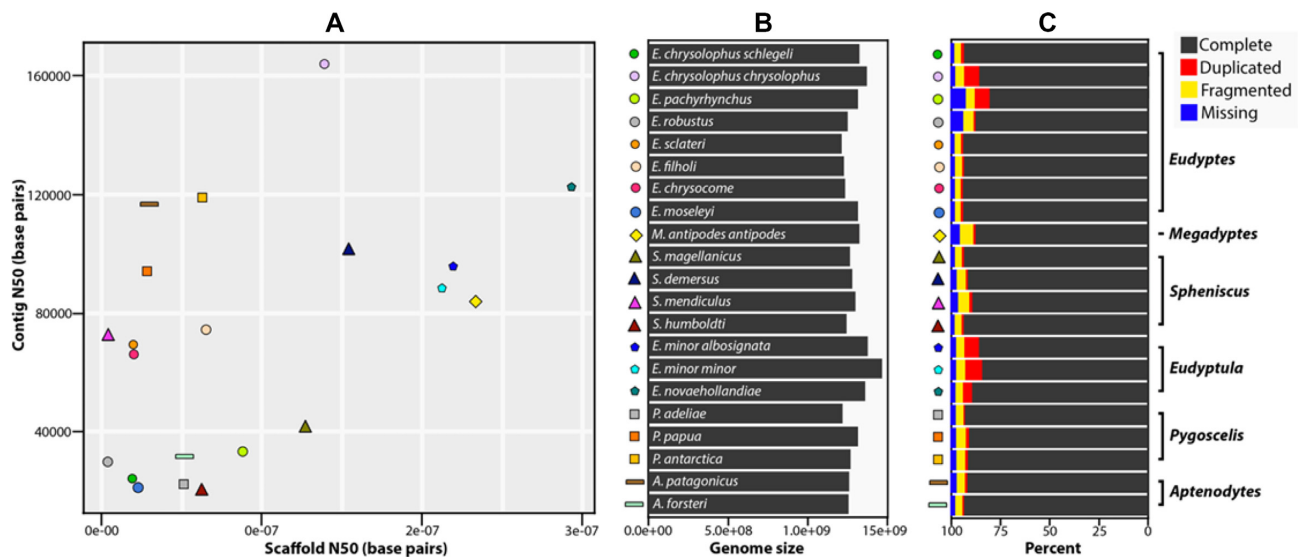 A
B
C
160000
120000
80000
40000
Contig N50 (base pairs)
0e-00
0e-07
2e-07
3e-07
Scaffold N50 (base pairs)
E. chrysolophus schlegeli
E. chrysolophus chrysolophus
E. pachyrhynchus
E. robustus
E. sclateri
E. filholi
E. chrysocome
E. moseleyi
M. antipodes antipodes
S. magellanicus
S. demersus
S. mendiculus
S. humboldti
E. minor albosignata
E. minor minor
E. novaehollandiae
P. adeliae
P. papua
P. antarctica
A. patagonicus
A. forsteri
0.0e+00
5.0e+08
10e+09
15e+09
Genome size
100
75
50
25
0
Percent
Complete
Duplicated
Fragmented
Missing
Eudyptes
Megadyptes
Spheniscus
Eudyptula
Pygoscelis
Aptenodytes